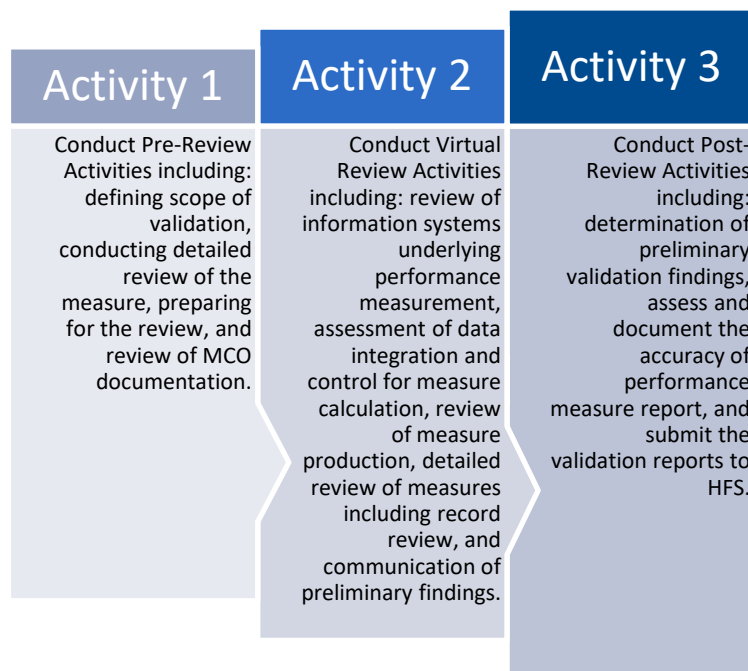 Activity 1
Conduct Pre-Review
Activities including:
defining scope of
validation,
conducting detailed
review of the
measure, preparing
for the review, and
review of MCO
documentation.
Activity 2
Conduct Virtual
Review Activities
including: review of
information systems
underlying
performance
measurement,
assessment of data
integration and
control for measure
calculation, review
of measure
production, detailed
review of measures
including record
review, and
communication of
preliminary findings.
Activity 3
Conduct Post-
Review Activities
including:
determination of
preliminary
validation findings,
assess and
document the
accuracy of
performance
measure report, and
submit the
validation reports to
HFS.